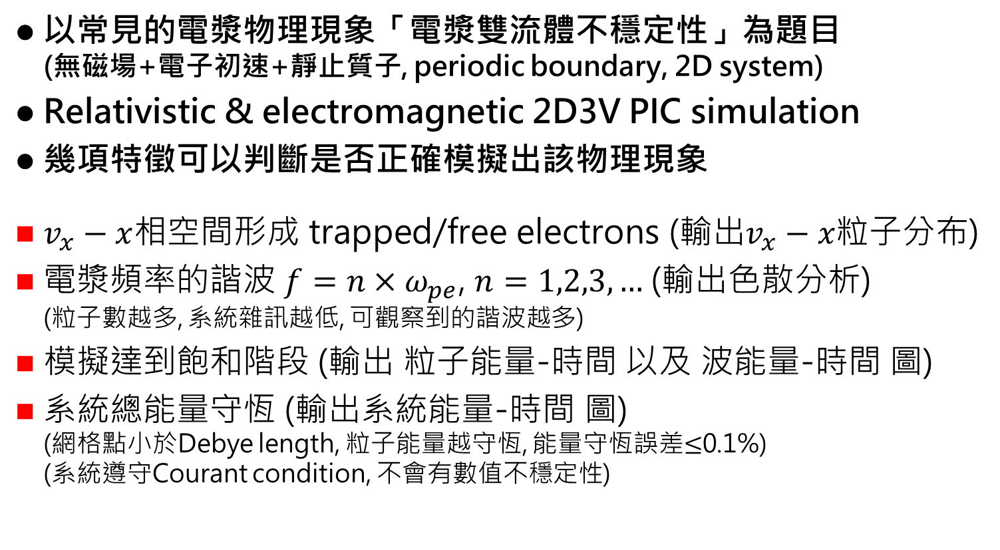 ● 以常見的電漿物理現象「電漿雙流體不穩定性」為題目
(無磁場+電子初速+靜止質子, periodic boundary, 2D system)
● Relativistic & electromagnetic 2D3V PIC simulation
● 幾項特徵可以判斷是否正確模擬出該物理現象
■ 𝑣ₓ − 𝑥相空間形成 trapped/free electrons (輸出𝑣ₓ − 𝑥粒子分布)
■ 電漿頻率的諧波 𝑓 = 𝑛 × 𝜔_{𝑝𝑒}, 𝑛 = 1,2,3, … (輸出色散分析)
(粒子數越多, 系統雜訊越低, 可觀察到的諧波越多)
■ 模擬達到飽和階段 (輸出 粒子能量-時間 以及 波能量-時間 圖)
■ 系統總能量守恆 (輸出系統能量-時間 圖)
(網格點小於Debye length, 粒子能量越守恆, 能量守恆誤差≤0.1%)
(系統遵守Courant condition, 不會有數值不穩定性)